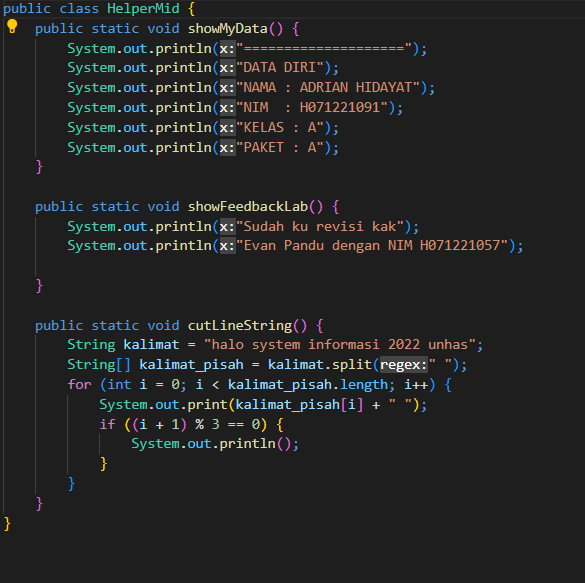 public class HelperMid {
    public static void showMyData() {
        System.out.println(x:"====================");
        System.out.println(x:"DATA DIRI");
        System.out.println(x:"NAMA : ADRIAN HIDAYAT");
        System.out.println(x:"NIM  : H071221091");
        System.out.println(x:"KELAS : A");
        System.out.println(x:"PAKET : A");
    }

    public static void showFeedbackLab() {
        System.out.println(x:"Sudah ku revisi kak");
        System.out.println(x:"Evan Pandu dengan NIM H071221057");

    }

    public static void cutLineString() {
        String kalimat = "halo system informasi 2022 unhas";
        String[] kalimat_pisah = kalimat.split(regex:" ");
        for (int i = 0; i < kalimat_pisah.length; i++) {
            System.out.print(kalimat_pisah[i] + " ");
            if ((i + 1) % 3 == 0) {
                System.out.println();
            }
        }
    }
}